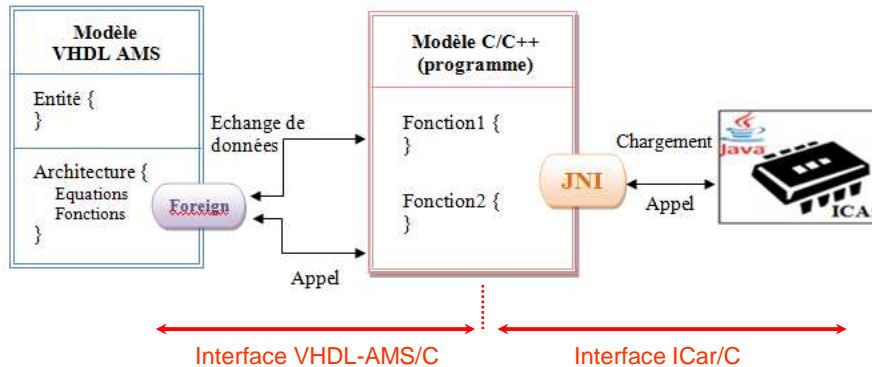 Modèle
VHDL AMS
Entité {
}
Architecture {
Equations
Fonctions
}
Foreign
Echange de
données
Appel
Modèle C/C++
(programme)
Fonction1 {
}
Fonction2 {
}
JNI
Chargement
Appel
Java
ICA
Interface VHDL-AMS/C
Interface ICar/C